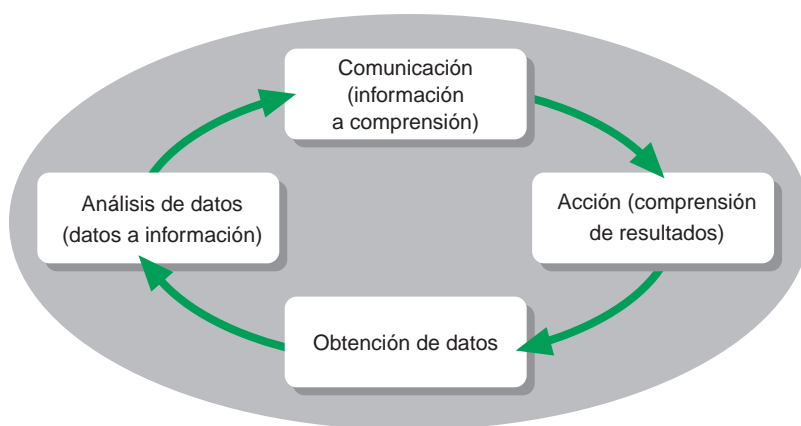 Comunicación
(información
a comprensión)
Análisis de datos
(datos a información)
Acción (comprensión
de resultados)
Obtención de datos